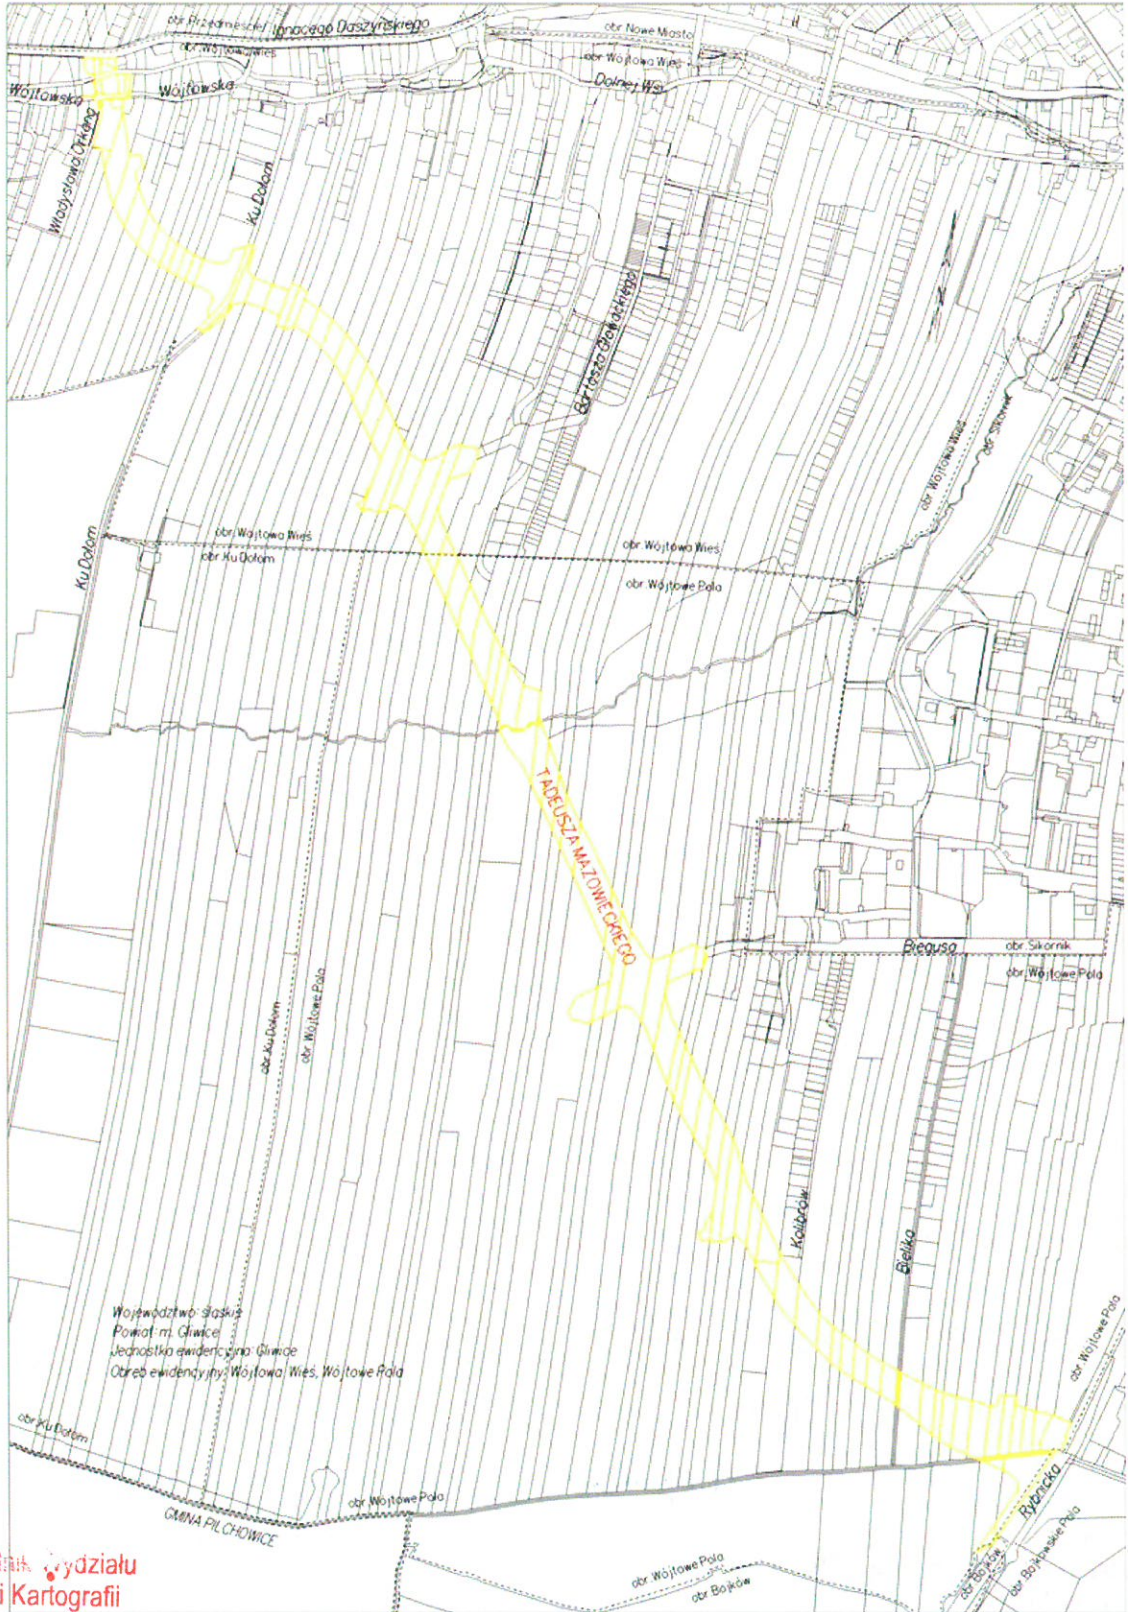 obr. Przedmieście
Ignacego Daszyńskiego
obr. Nowe Miasto
obr. Wójtowa Wieś
obr. Wójtowa Wieś
Wójtowska
Wójtowska
Dolnej Wsi
Władysława Orkana
Ku Dołom
Bartosza Głowackiego
obr. Wójtowa Wieś
obr. Sikornik
Ku Dołom
obr. Wójtowa Wieś
obr. Ku Dołom
obr. Wójtowa Wieś
obr. Wójtowe Pola
TADEUSZA MAZOWIECKIEGO
Biegusa
obr. Sikornik
obr. Wójtowe Pola
obr. Ku Dołom
obr. Wójtowe Pola
Kolibrów
Bielika
Województwo: śląskie
Powiat: m. Gliwice
Jednostka ewidencyjna: Gliwice
Obręb ewidencyjny: Wójtowa Wieś, Wójtowe Pola
obr. Wójtowe Pola
obr. Ku Dołom
obr. Wójtowe Pola
GMINA PILCHOWICE
Rybnicka
obr. Bojków
obr. Bojkowskie Pola
obr. Wójtowe Pola
obr. Bojków
Wydziału
i Kartografii